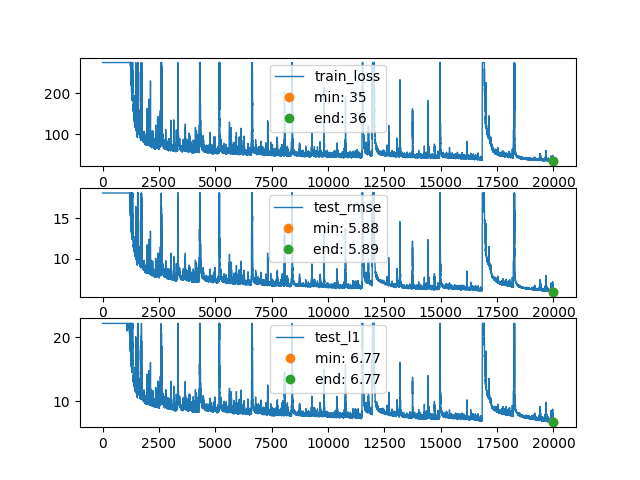 200
100
train_loss
min: 35
end: 36
0 2500 5000 7500 10000 12500 15000 17500 20000
15
10
test_rmse
min: 5.88
end: 5.89
0 2500 5000 7500 10000 12500 15000 17500 20000
20
10
test_l1
min: 6.77
end: 6.77
0 2500 5000 7500 10000 12500 15000 17500 20000